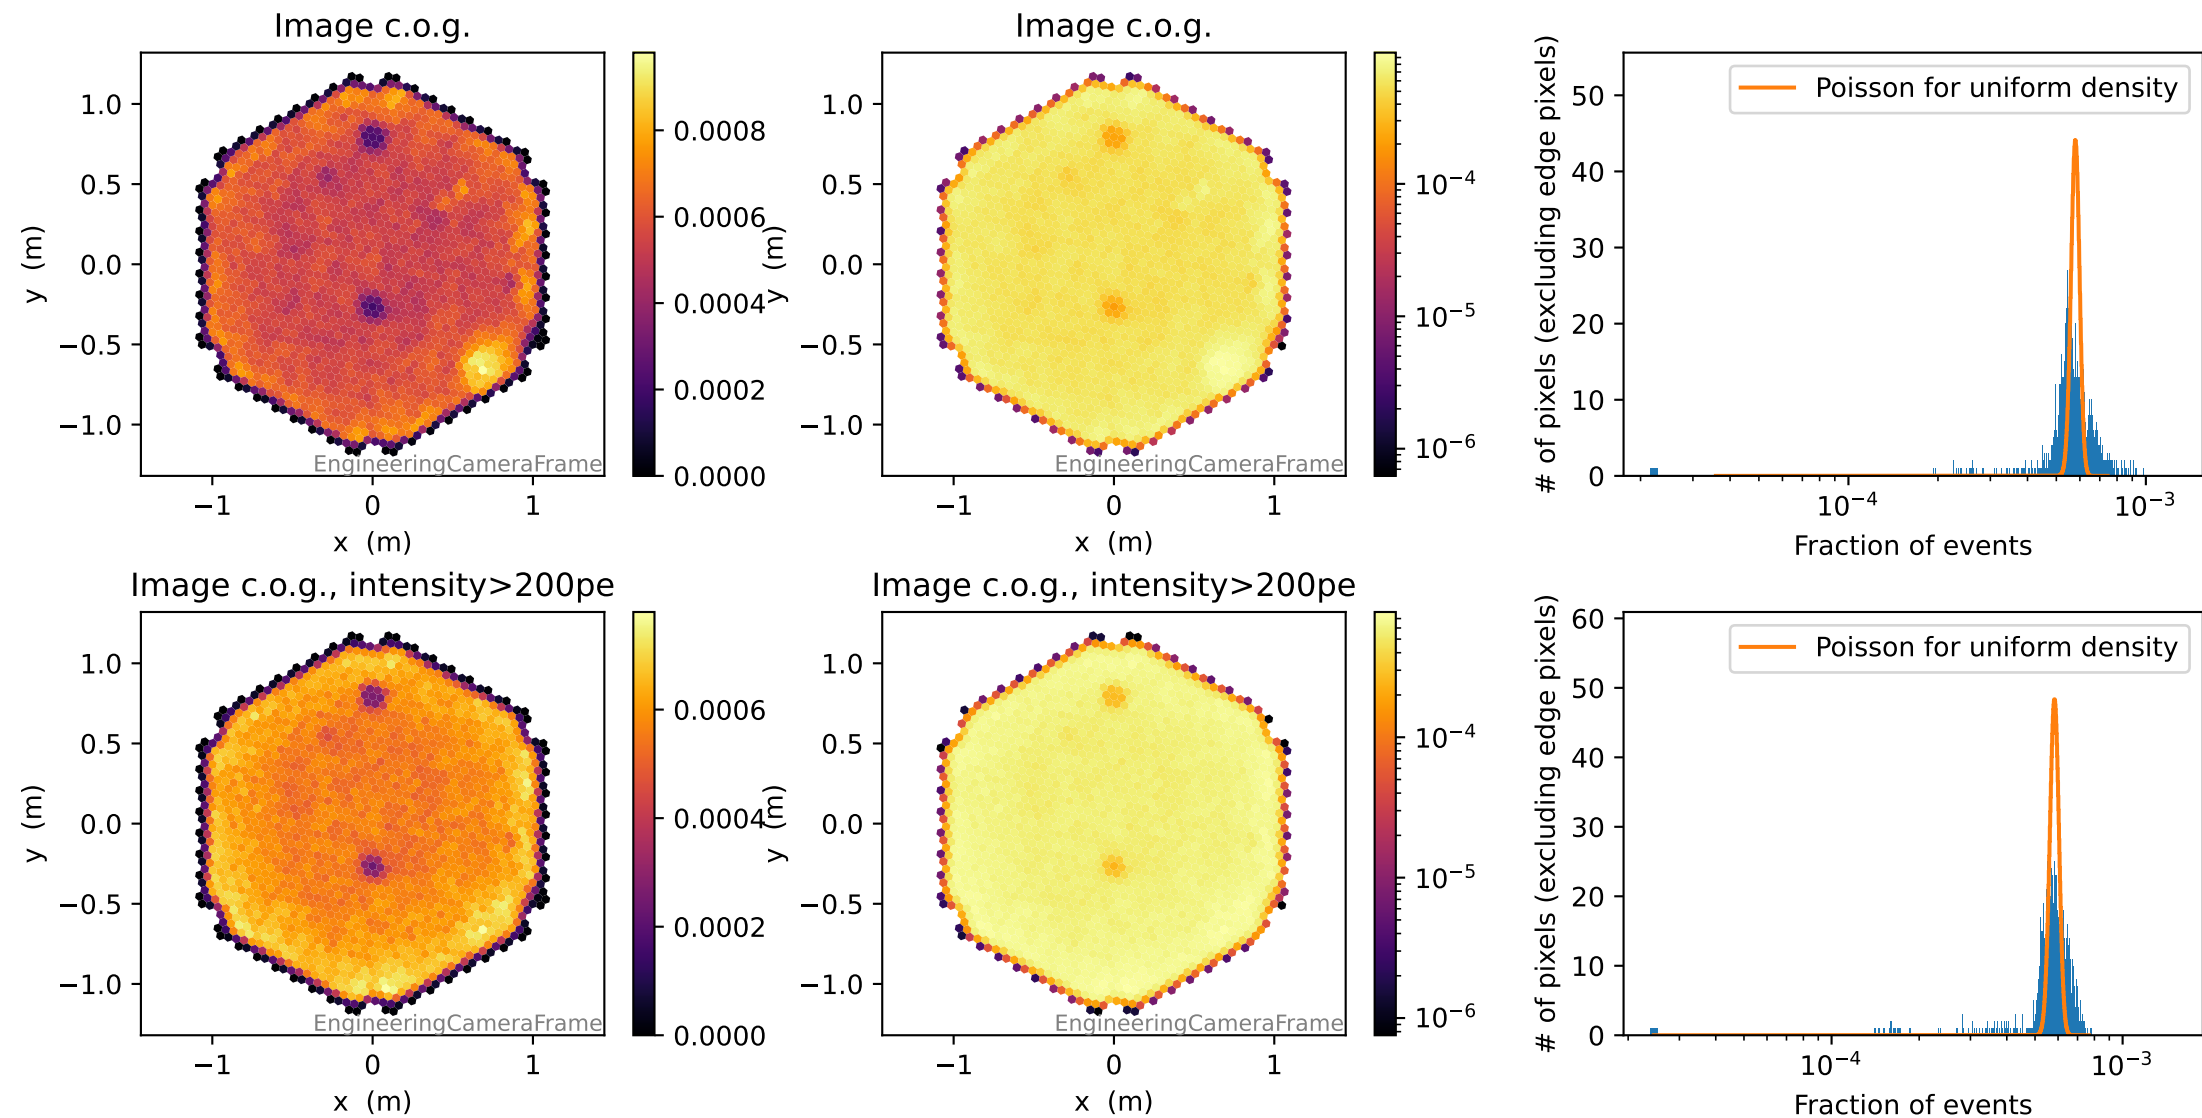 Image c.o.g.
1.0
0.5
0.0
−0.5
−1.0
y (m)
−1
0
1
x (m)
EngineeringCameraFrame
0.0008
0.0006
0.0004
0.0002
0.0000
Image c.o.g.
1.0
0.5
0.0
−0.5
−1.0
y (m)
−1
0
1
x (m)
EngineeringCameraFrame
10⁻⁴
10⁻⁵
10⁻⁶
Poisson for uniform density
50
40
30
20
10
0
# of pixels (excluding edge pixels)
10⁻⁴
10⁻³
Fraction of events
Image c.o.g., intensity>200pe
1.0
0.5
0.0
−0.5
−1.0
y (m)
−1
0
1
x (m)
EngineeringCameraFrame
0.0006
0.0004
0.0002
0.0000
Image c.o.g., intensity>200pe
1.0
0.5
0.0
−0.5
−1.0
y (m)
−1
0
1
x (m)
EngineeringCameraFrame
10⁻⁴
10⁻⁵
10⁻⁶
Poisson for uniform density
60
50
40
30
20
10
0
# of pixels (excluding edge pixels)
10⁻⁴
10⁻³
Fraction of events